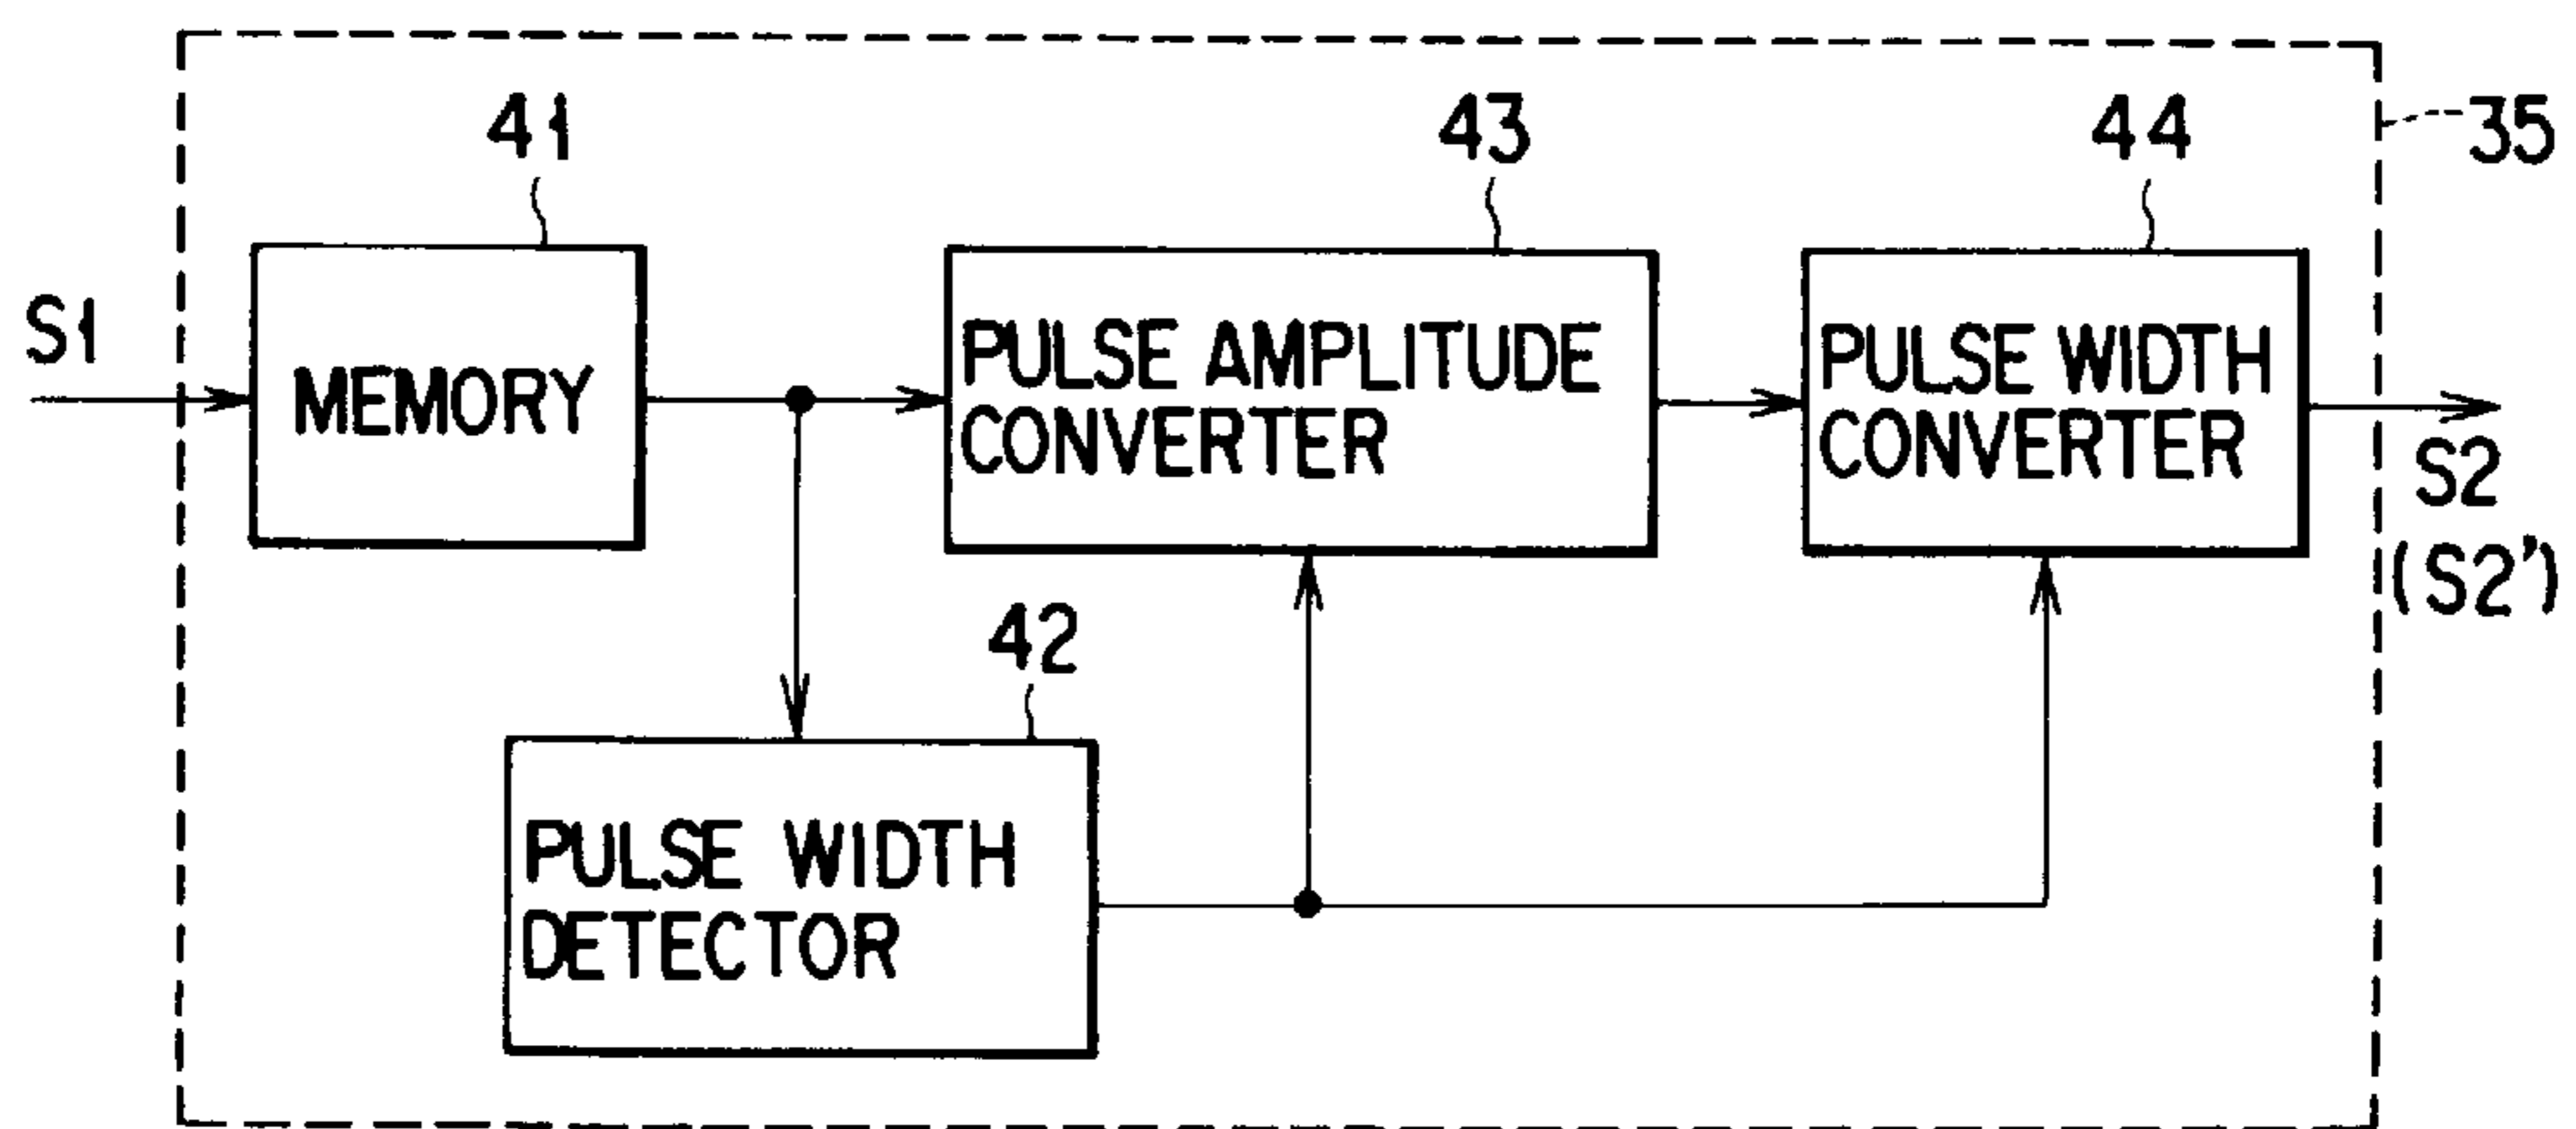 41
43
44
35
S1
MEMORY
PULSE AMPLITUDE
CONVERTER
PULSE WIDTH
CONVERTER
S2
(S2')
42
PULSE WIDTH
DETECTOR